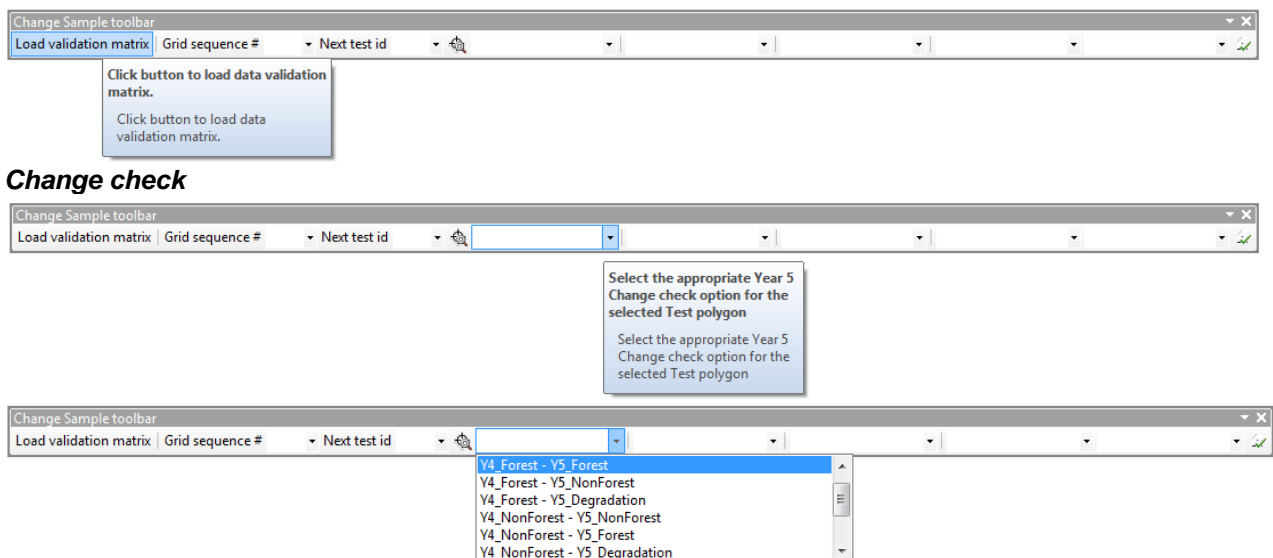 Change Sample toolbar
Load validation matrix Grid sequence # Next test id
Click button to load data validation
matrix.
Click button to load data
validation matrix.
Change check
Change Sample toolbar
Load validation matrix Grid sequence # Next test id
Select the appropriate Year 5
Change check option for the
selected Test polygon
Select the appropriate Year 5
Change check option for the
selected Test polygon
Change Sample toolbar
Load validation matrix Grid sequence # Next test id
Y4_Forest - Y5_Forest
Y4_Forest - Y5_NonForest
Y4_Forest - Y5_Degradation
Y4_NonForest - Y5_NonForest
Y4_NonForest - Y5_Forest
Y4_NonForest - Y5_Degradation